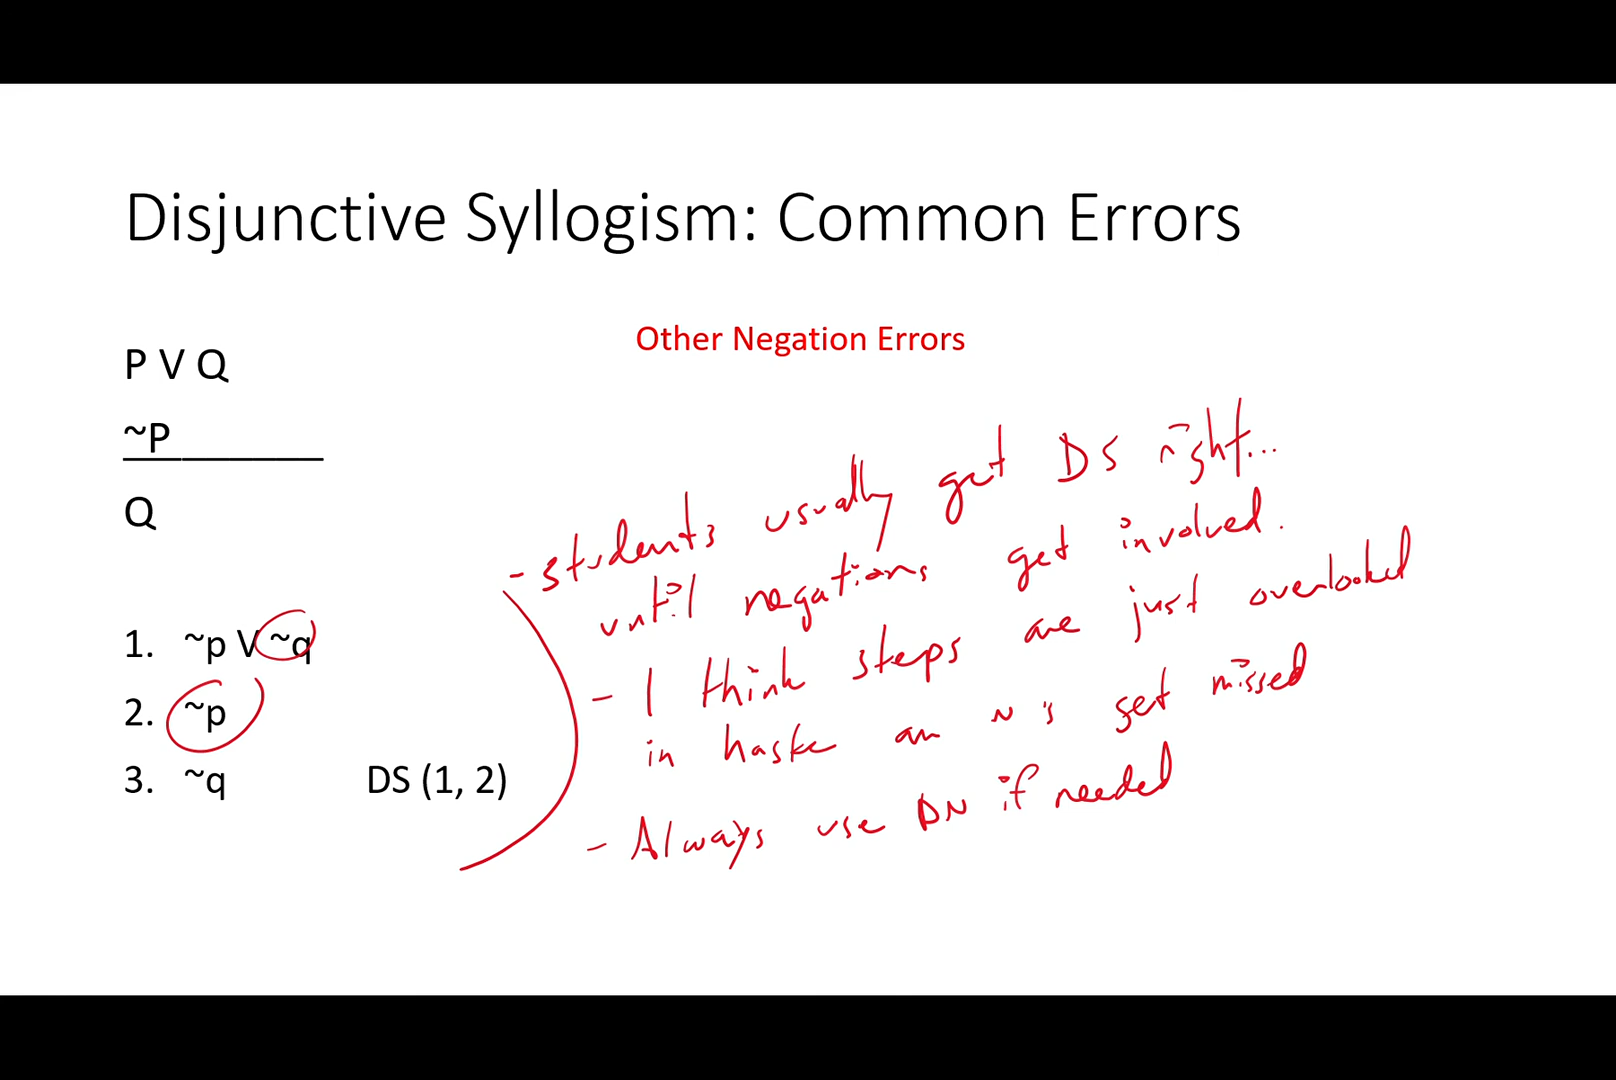 Disjunctive Syllogism: Common Errors
Other Negation Errors
P V Q
~P
Q
1. ~p V ~q
2. ~p
3. ~q DS (1, 2)
- students usually get DS right...
until negations get involved.
- I think steps are just overlooked
in haste an ~'s get missed
- Always use DN if needed